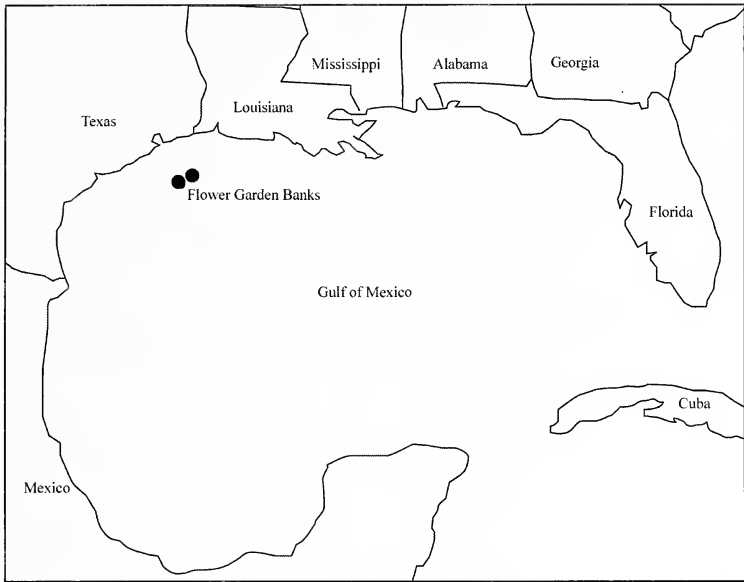 Mississippi
Alabama
Georgia
Texas
Louisiana
Flower Garden Banks
Florida
Gulf of Mexico
Cuba
Mexico